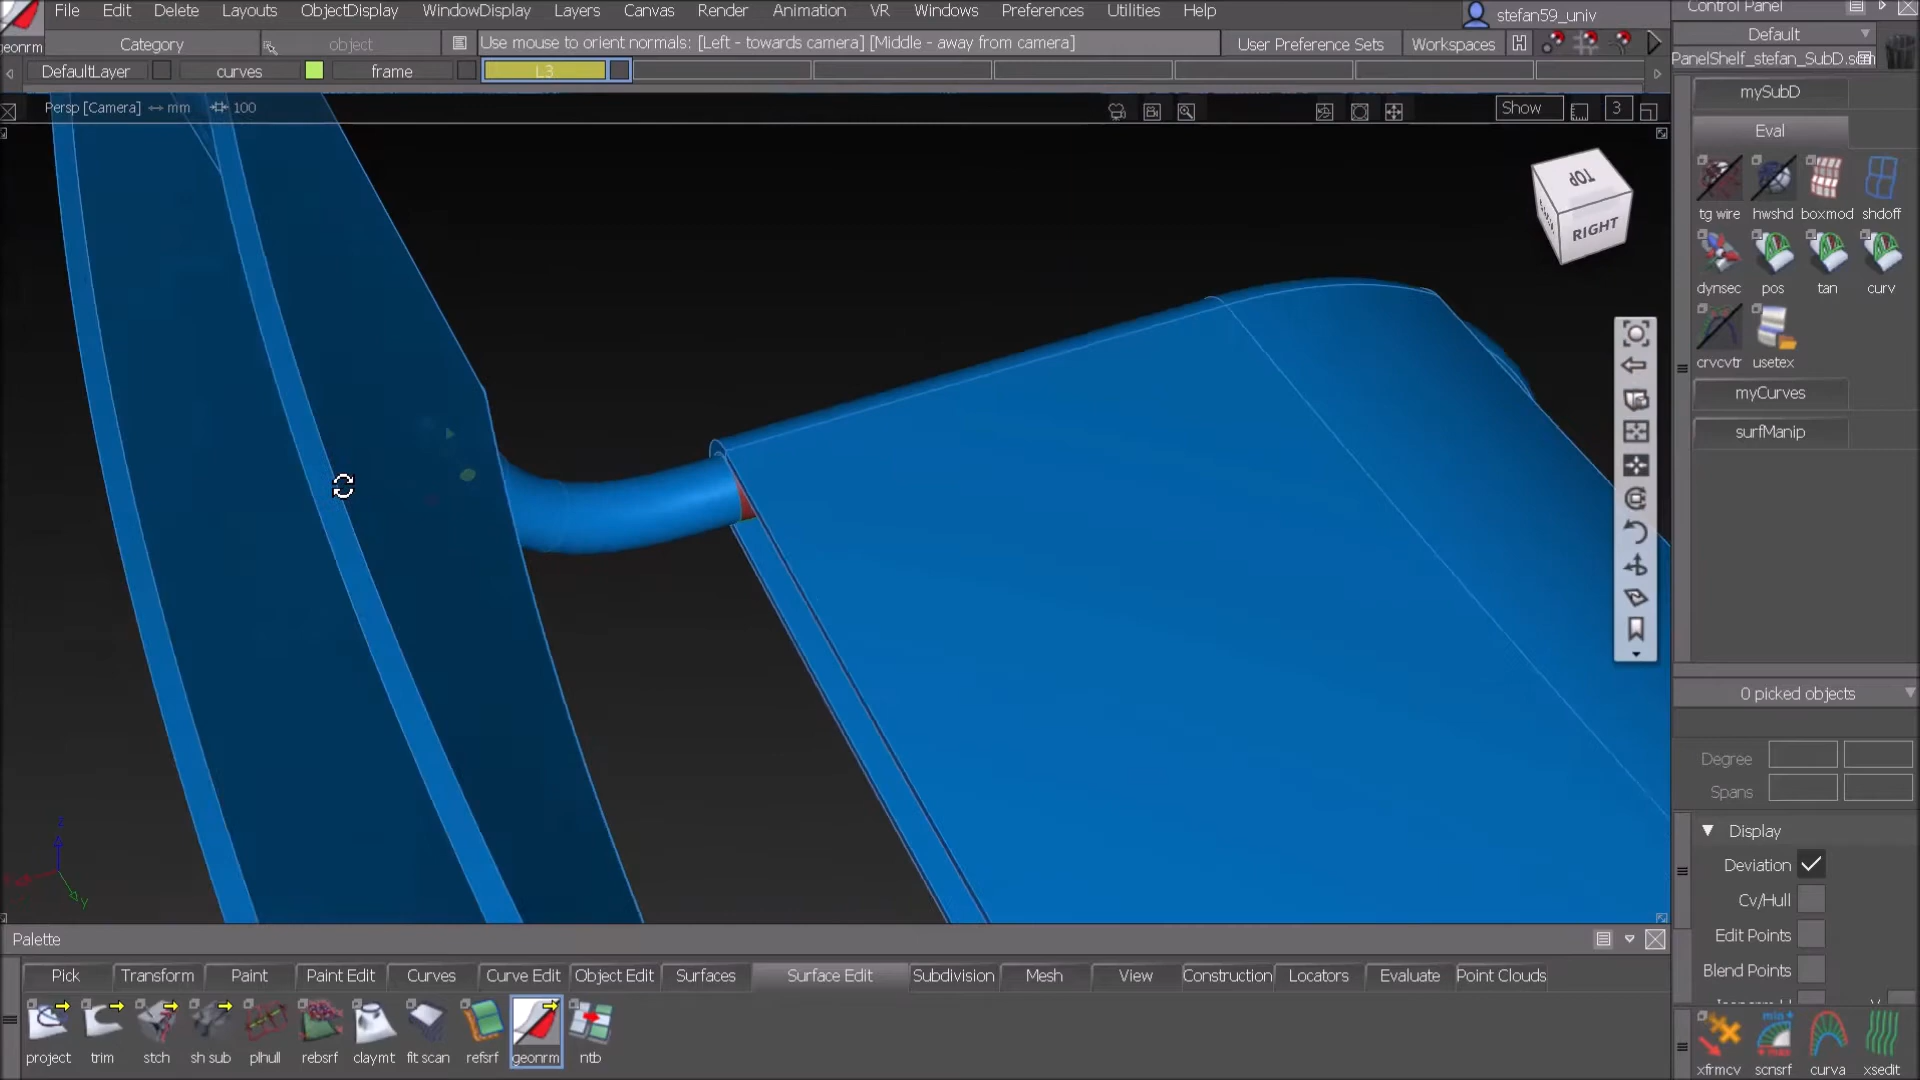 File Edit Delete Layouts ObjectDisplay WindowDisplay Layers Canvas Render Animation VR Windows Preferences Utilities Help
stefan59_univ
Control Panel
geonrm
Category
object
Use mouse to orient normals: [Left - towards camera] [Middle - away from camera]
User Preference Sets
Workspaces
Default
PanelShelf_stefan_SubD.sch
DefaultLayer
curves
frame
L3
Persp [Camera] mm 100
Show
3
mySubD
Eval
TOP
RIGHT
tg wire hwshd boxmod shdoff
dynsec pos tan curv
crvcvtr usetex
myCurves
surfManip
0 picked objects
Degree
Spans
Display
Deviation
Cv/Hull
Edit Points
Blend Points
z
y
Palette
Pick Transform Paint Paint Edit Curves Curve Edit Object Edit Surfaces Surface Edit Subdivision Mesh View Construction Locators Evaluate Point Clouds
project trim stch sh sub plhull rebsrf claymt fit scan refsrf geonrm ntb
min
max
xfrmcv scnsrf curva xsedit